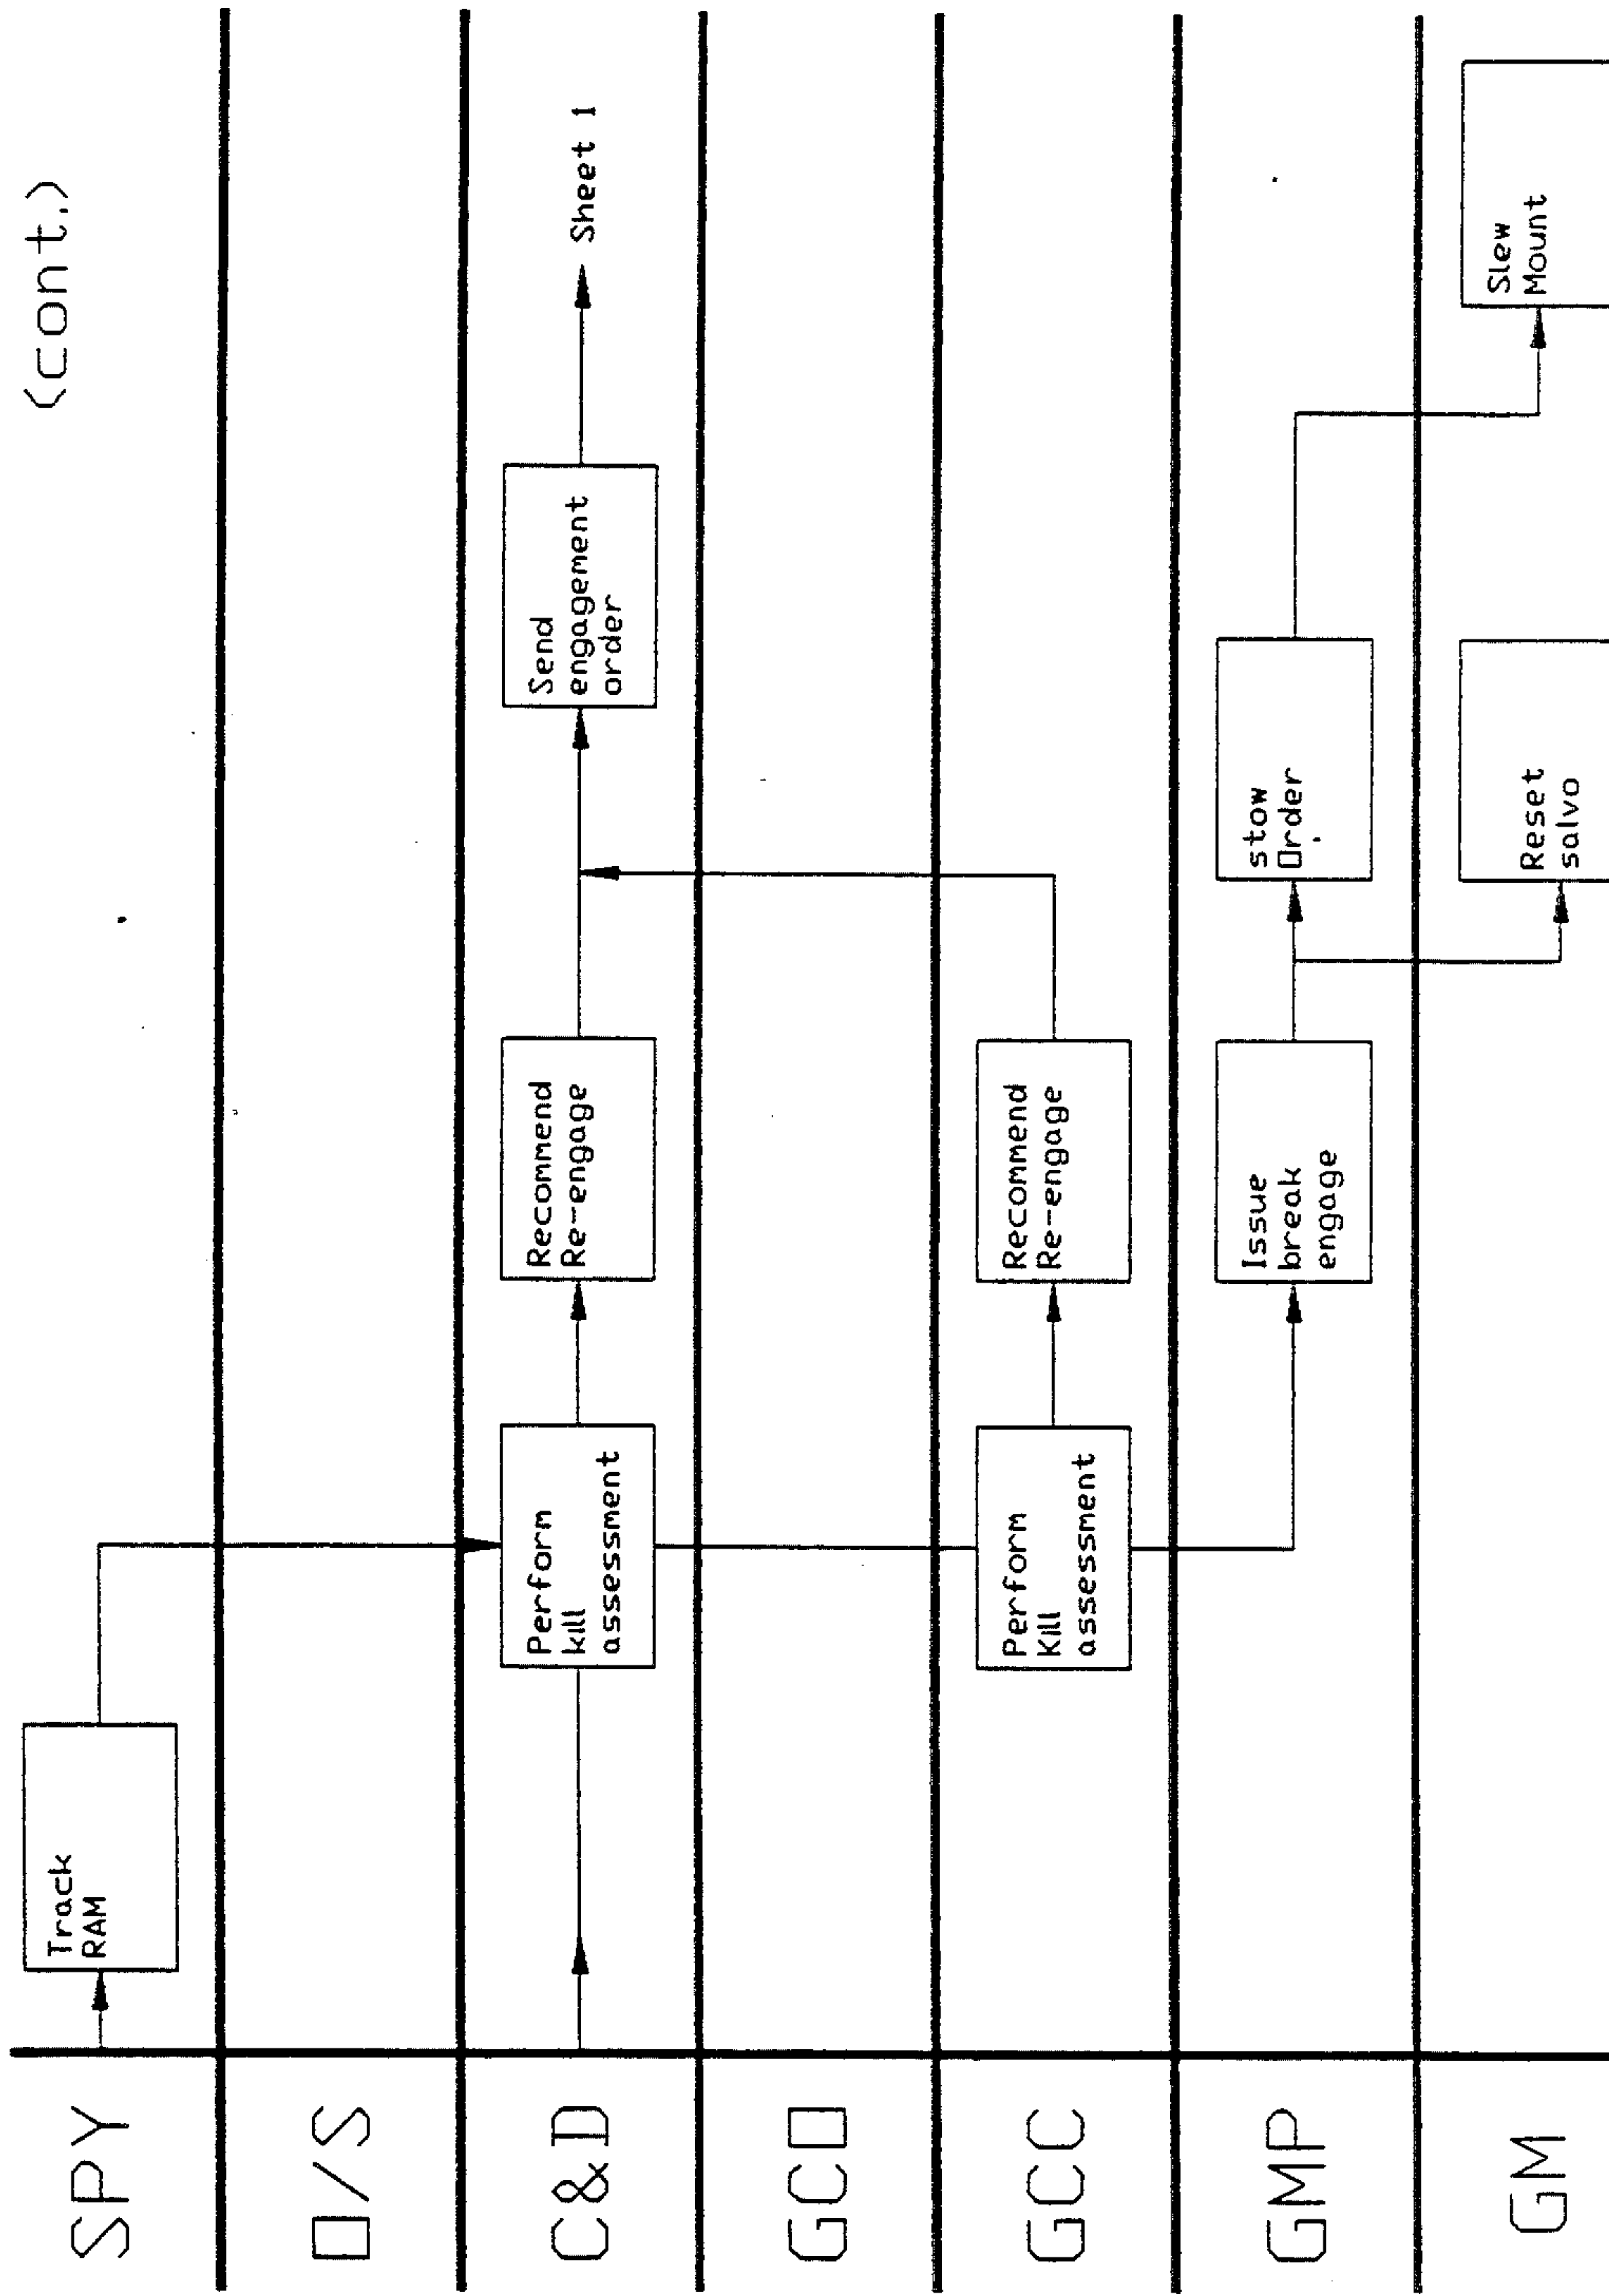 (cont.)
SPY
Track
RAM
O/S
C&D
Perform
kill
assessment
Recommend
Re-engage
Send
engagement
order
Sheet 1
GCO
GCC
Perform
Kill
assessment
Recommend
Re-engage
GMP
Issue
break
engage
stow
Order
GM
Reset
salvo
Slew
Mount